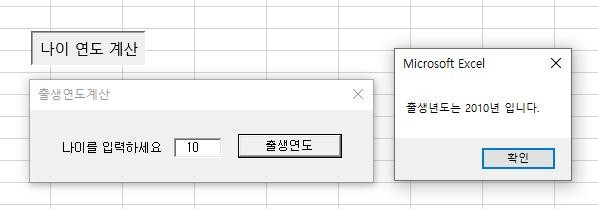 나이 연도 계산
출생연도계산
나이를 입력하세요 10 출생연도
Microsoft Excel
출생년도는 2010년 입니다.
확인